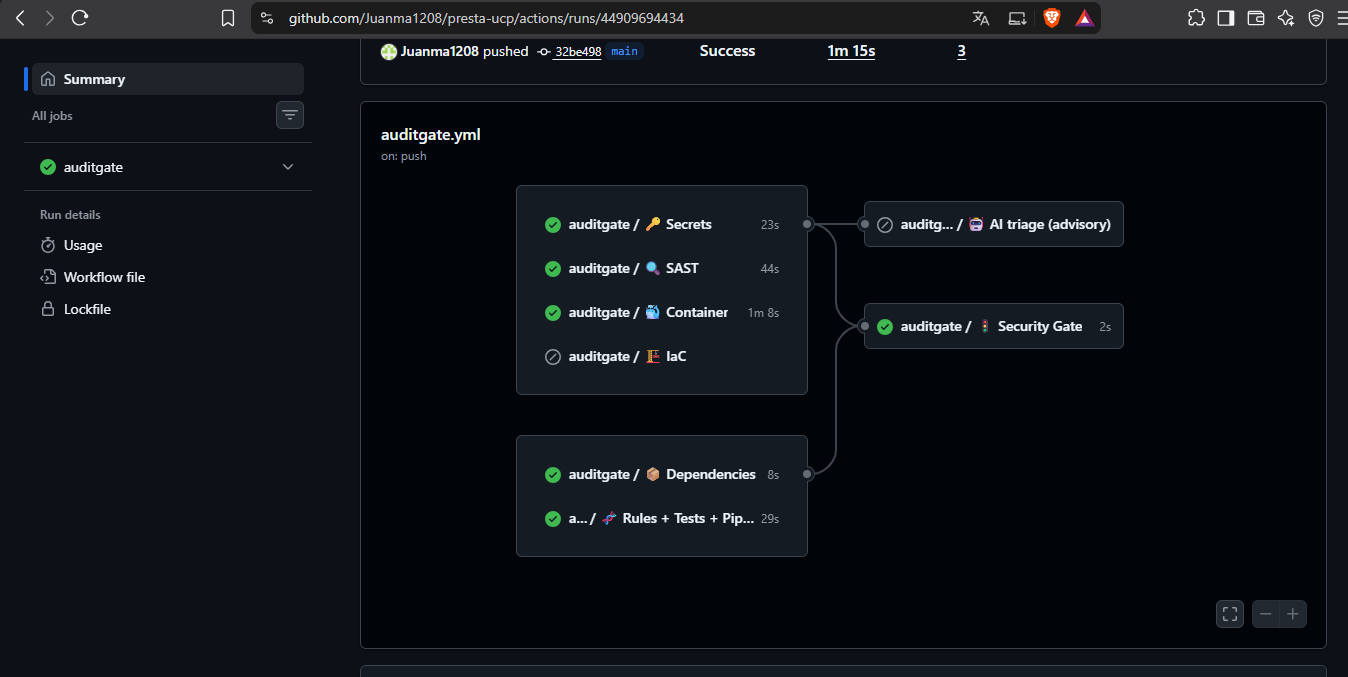 github.com/Juanma1208/presta-ucp/actions/runs/44909694434
Juanma1208 pushed 32be498 main Success 1m 15s 3
Summary
All jobs
auditgate
Run details
Usage
Workflow file
Lockfile
auditgate.yml
on: push
auditgate / Secrets 23s
auditgate / SAST 44s
auditgate / Container 1m 8s
auditgate / IaC
auditgate / Dependencies 8s
a... / Rules + Tests + Pip... 29s
auditg... / AI triage (advisory)
auditgate / Security Gate 2s